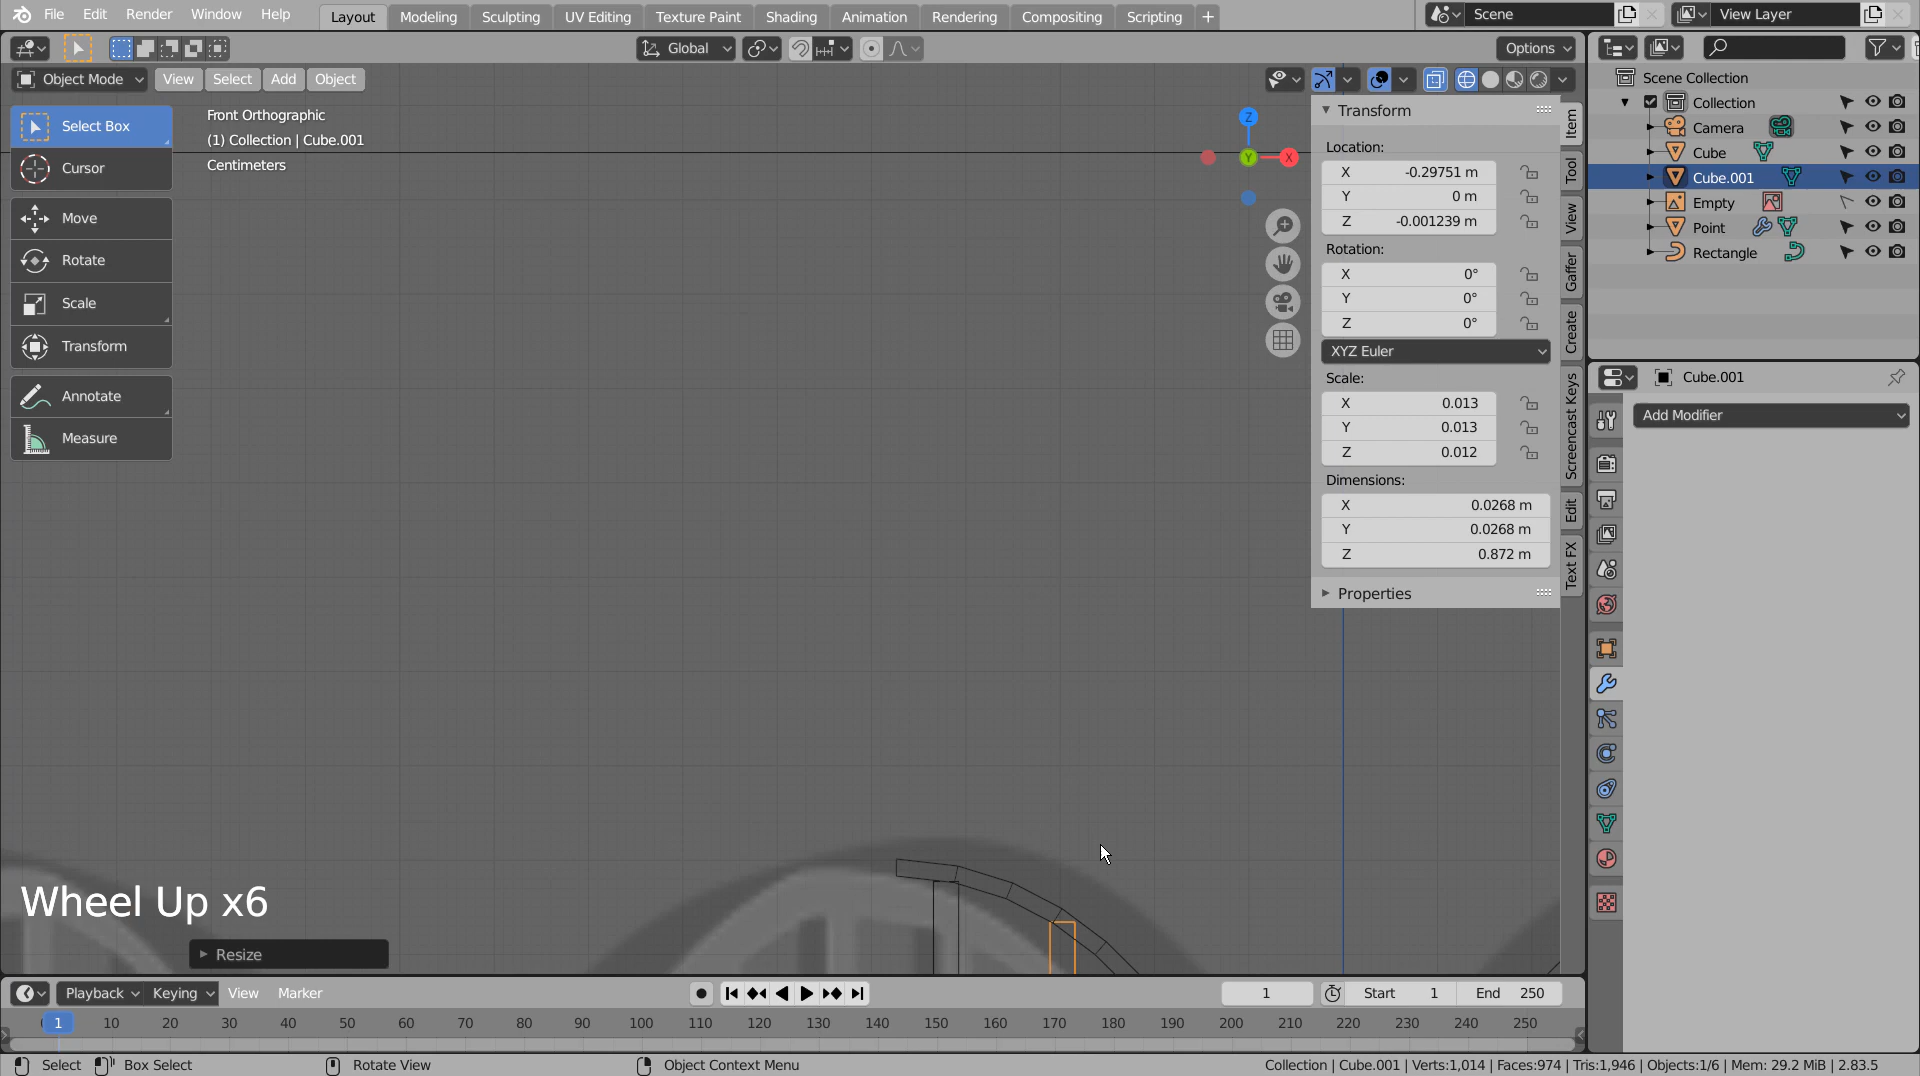 File Edit Render Window Help Layout Modeling Sculpting UV Editing Texture Paint Shading Animation Rendering Compositing Scripting + Scene View Layer
Global Options
Object Mode View Select Add Object
Select Box
Cursor
Move
Rotate
Scale
Transform
Annotate
Measure
Front Orthographic
(1) Collection | Cube.001
Centimeters
Z
Y
X
Transform
Location:
X -0.29751 m
Y 0 m
Z -0.001239 m
Rotation:
X 0°
Y 0°
Z 0°
XYZ Euler
Scale:
X 0.013
Y 0.013
Z 0.012
Dimensions:
X 0.0268 m
Y 0.0268 m
Z 0.872 m
Properties
Item
Tool
View
Gaffer
Create
Screencast Keys
Edit
Text FX
Scene Collection
Collection
Camera
Cube
Cube.001
Empty
Point
Rectangle
Cube.001
Add Modifier
Wheel Up x6
Resize
Playback Keying View Marker 1 Start 1 End 250
1 10 20 30 40 50 60 70 80 90 100 110 120 130 140 150 160 170 180 190 200 210 220 230 240 250
Select Box Select Rotate View Object Context Menu Collection | Cube.001 | Verts:1,014 | Faces:974 | Tris:1,946 | Objects:1/6 | Mem: 29.2 MiB | 2.83.5